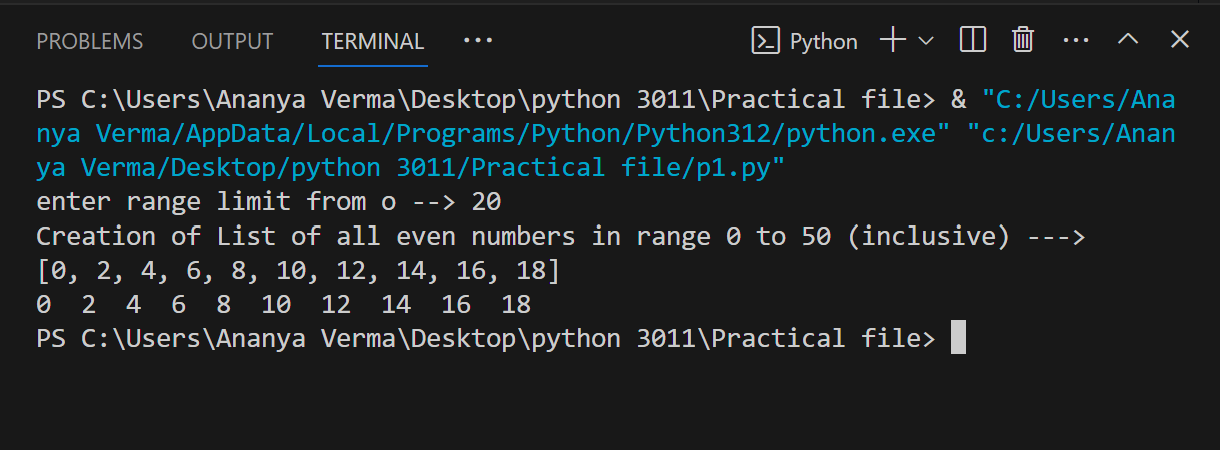 PROBLEMS OUTPUT TERMINAL ··· Python ···
PS C:\Users\Ananya Verma\Desktop\python 3011\Practical file> & "C:/Users/Ana
nya Verma/AppData/Local/Programs/Python/Python312/python.exe" "c:/Users/Anan
ya Verma/Desktop/python 3011/Practical file/p1.py"
enter range limit from o --> 20
Creation of List of all even numbers in range 0 to 50 (inclusive) --->
[0, 2, 4, 6, 8, 10, 12, 14, 16, 18]
0  2  4  6  8  10  12  14  16  18
PS C:\Users\Ananya Verma\Desktop\python 3011\Practical file>